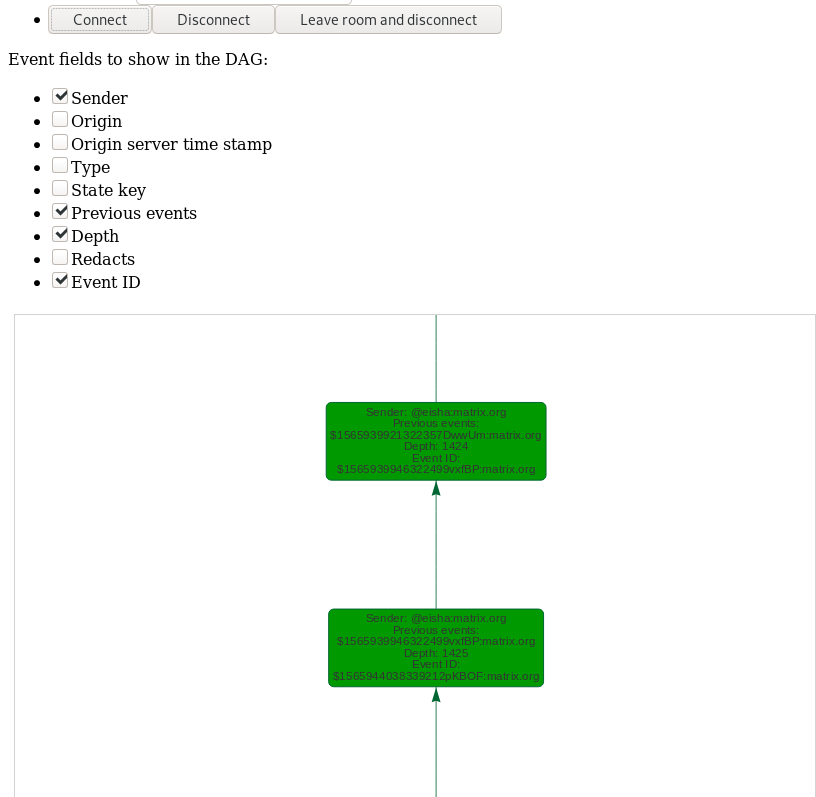 Connect Disconnect Leave room and disconnect
Event fields to show in the DAG:
Sender
Origin
Origin server time stamp
Type
State key
Previous events
Depth
Redacts
Event ID
Sender: @eisha:matrix.org
Previous events:
$1565939921322357DwwUm:matrix.org
Depth: 1424
Event ID:
$1565939946322499vxfBP:matrix.org
Sender: @eisha:matrix.org
Previous events:
$1565939946322499vxfBP:matrix.org
Depth: 1425
Event ID:
$1565944038339212pKBOF:matrix.org